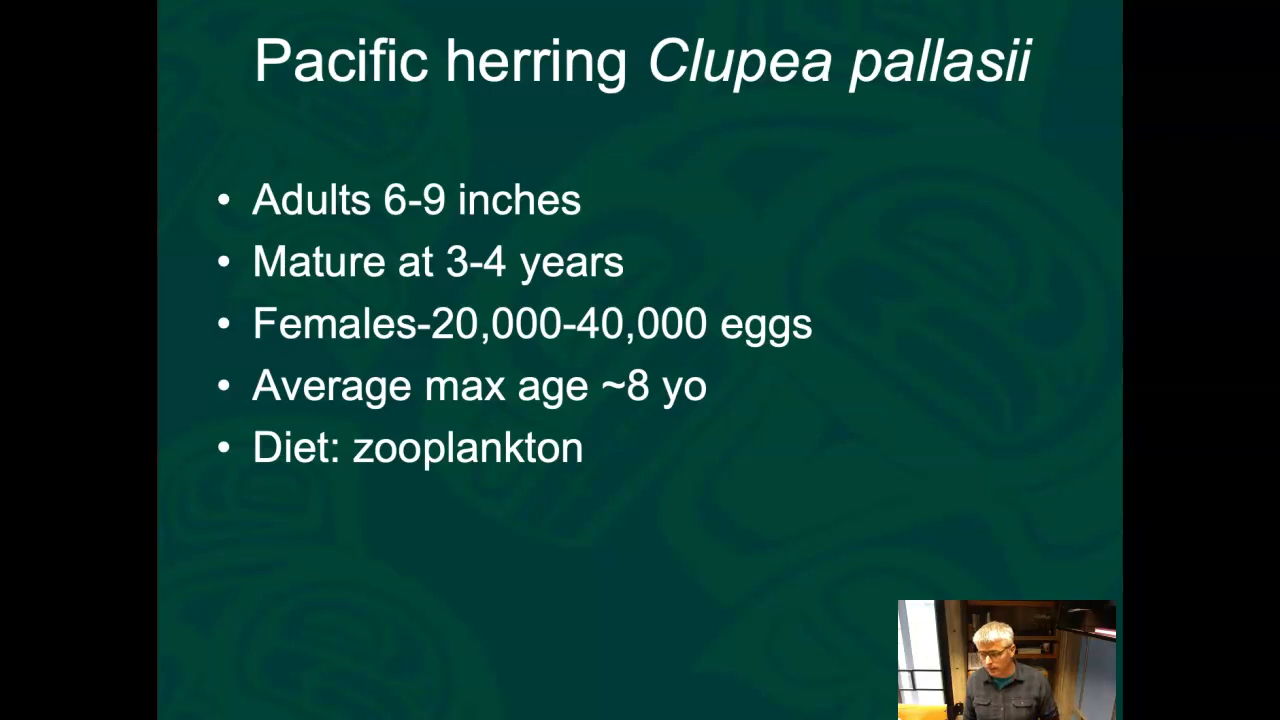 Pacific herring Clupea pallasii
• Adults 6-9 inches
• Mature at 3-4 years
• Females-20,000-40,000 eggs
• Average max age ~8 yo
• Diet: zooplankton